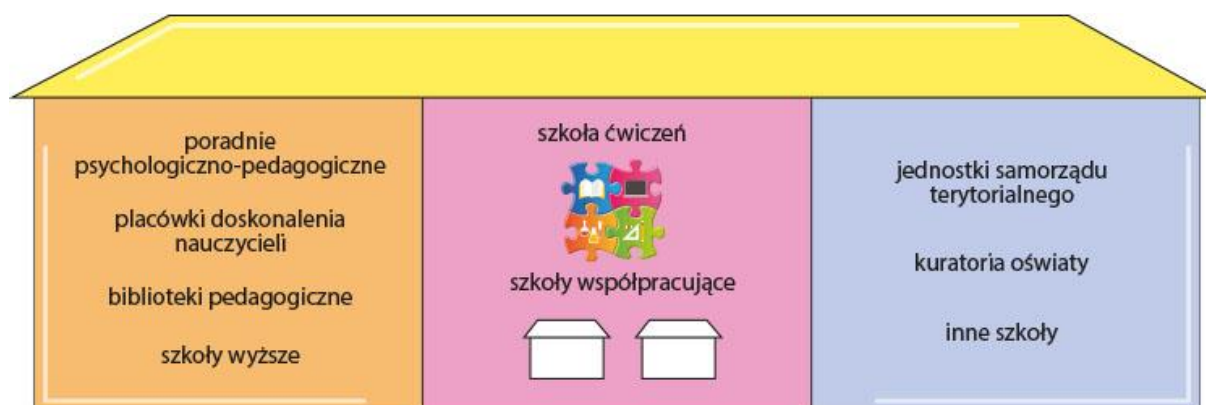 poradnie
psychologiczno-pedagogiczne
placówki doskonalenia
nauczycieli
biblioteki pedagogiczne
szkoły wyższe
szkoła ćwiczeń
szkoły współpracujące
jednostki samorządu
terytorialnego
kuratoria oświaty
inne szkoły